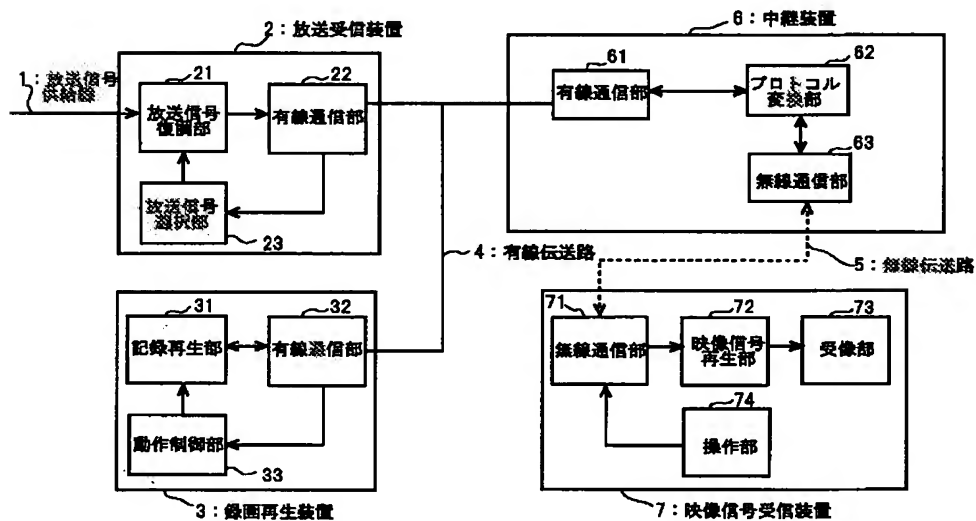 2：放送受信装置
6：中継装置
1：放送信号
供給線
21
放送信号
復調部
22
有線通信部
放送信号
選択部
23
61
有線通信部
62
プロトコル
変換部
63
無線通信部
4：有線伝送路
5：無線伝送路
31
記録再生部
32
有線通信部
動作制御部
33
3：録画再生装置
71
無線通信部
72
映像信号
再生部
73
受像部
74
操作部
7：映像信号受信装置